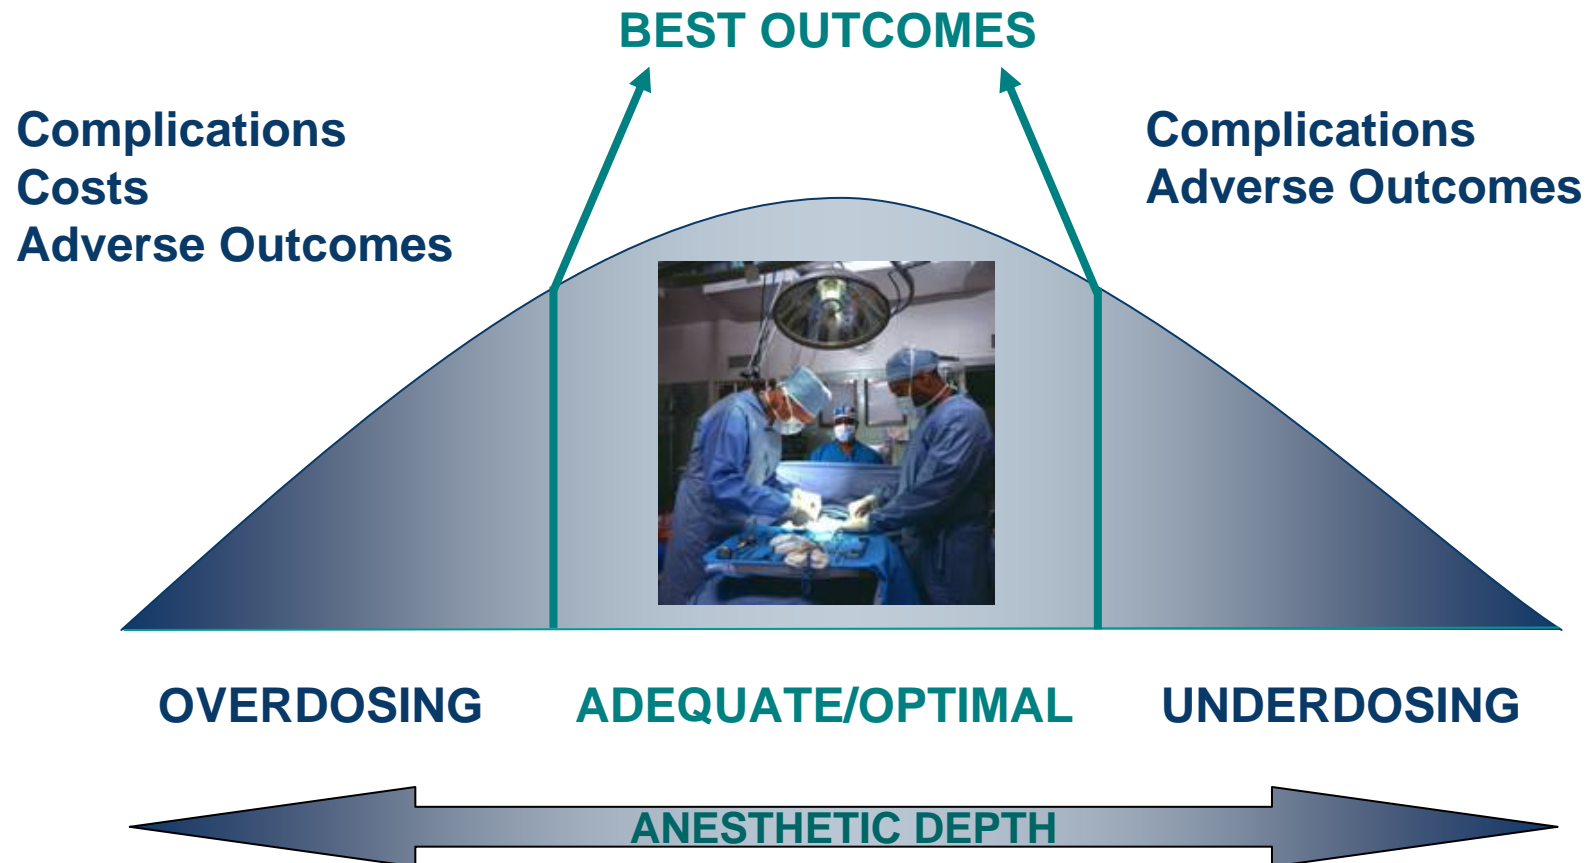 BEST OUTCOMES
Complications
Costs
Adverse Outcomes
Complications
Adverse Outcomes
OVERDOSING
ADEQUATE/OPTIMAL
UNDERDOSING
ANESTHETIC DEPTH